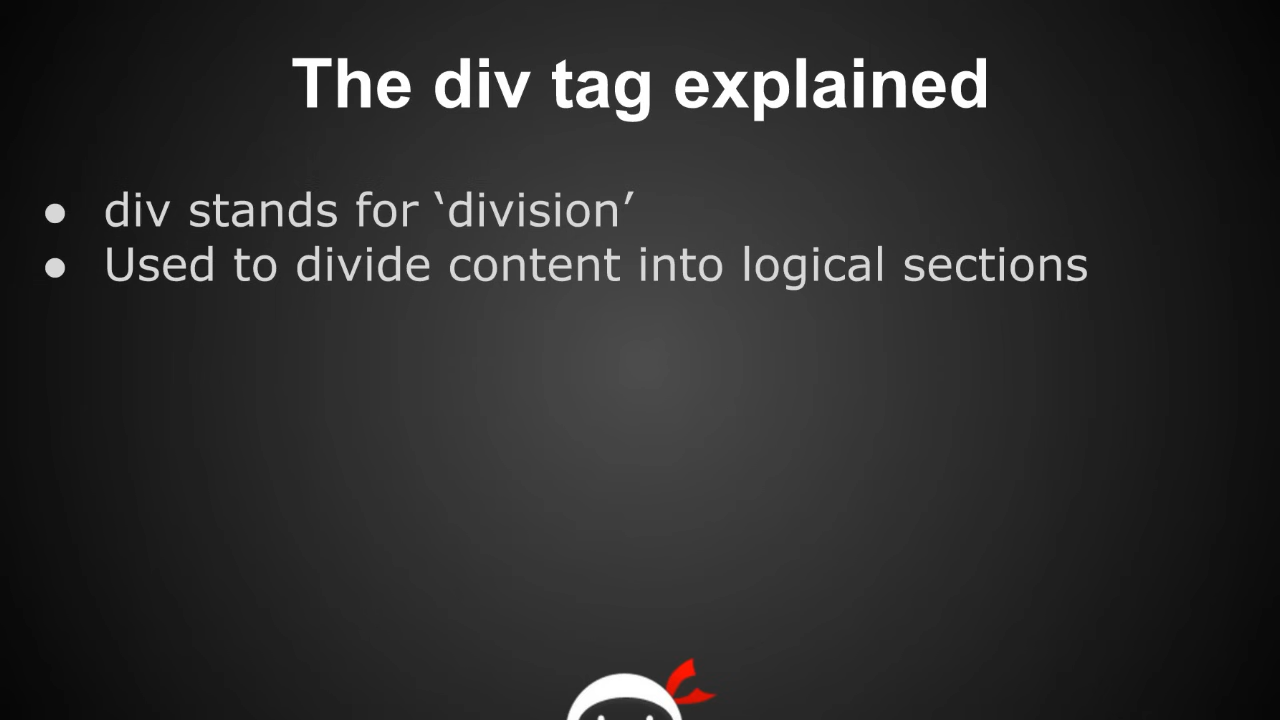 The div tag explained
● div stands for ‘division’
● Used to divide content into logical sections